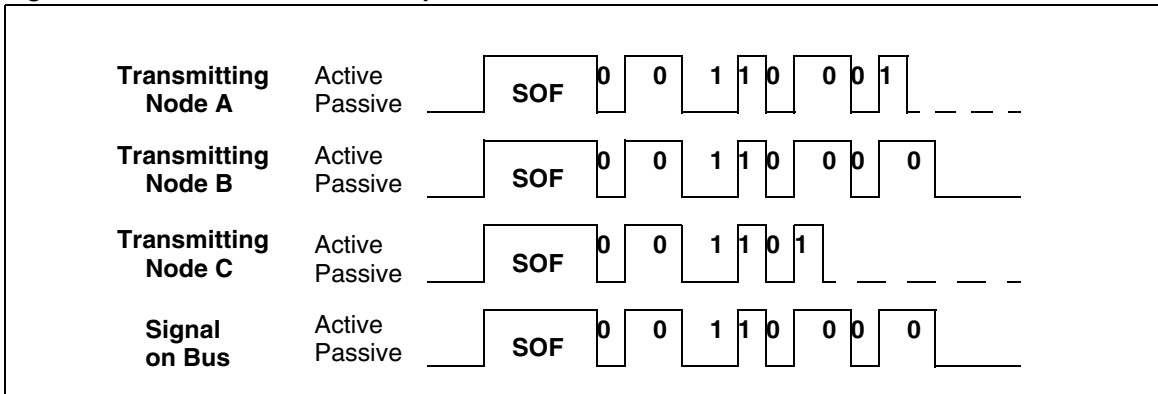 Transmitting Node A Active Passive SOF 0 0 1 1 0 0 0 1
Transmitting Node B Active Passive SOF 0 0 1 1 0 0 0 0
Transmitting Node C Active Passive SOF 0 0 1 1 0 1
Signal on Bus Active Passive SOF 0 0 1 1 0 0 0 0